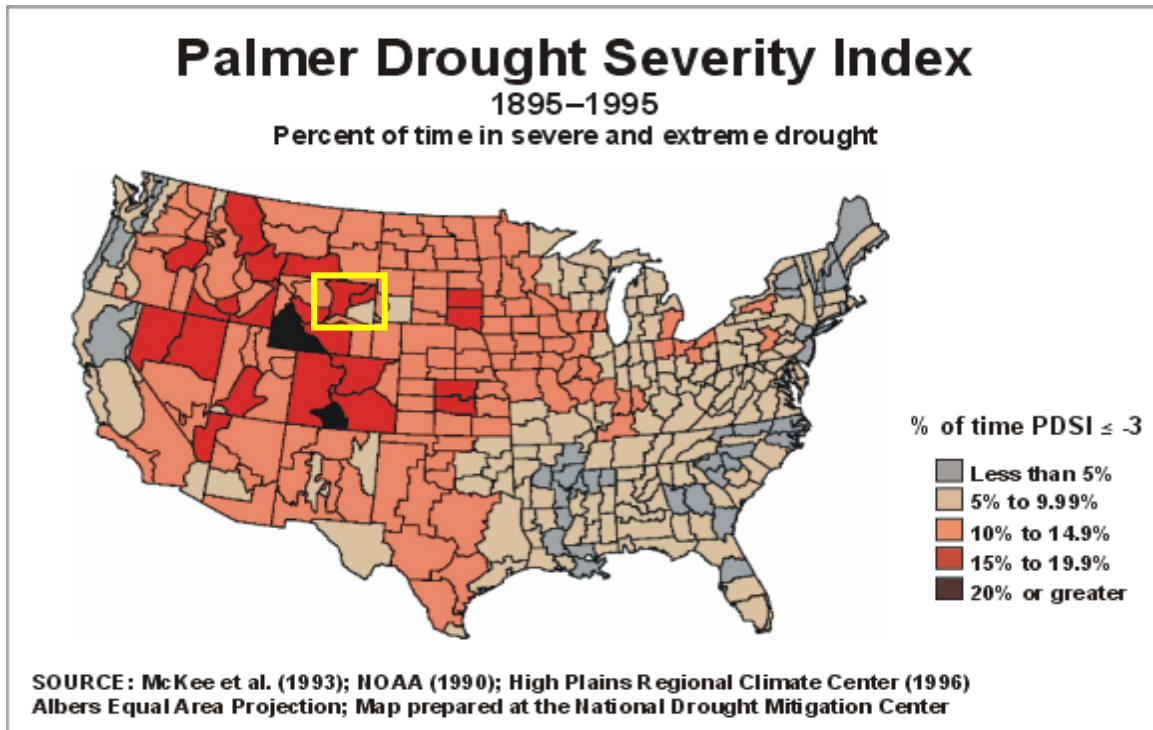 Palmer Drought Severity Index
1895–1995
Percent of time in severe and extreme drought
% of time PDSI ≤ -3
Less than 5%
5% to 9.99%
10% to 14.9%
15% to 19.9%
20% or greater
SOURCE: McKee et al. (1993); NOAA (1990); High Plains Regional Climate Center (1996)
Albers Equal Area Projection; Map prepared at the National Drought Mitigation Center